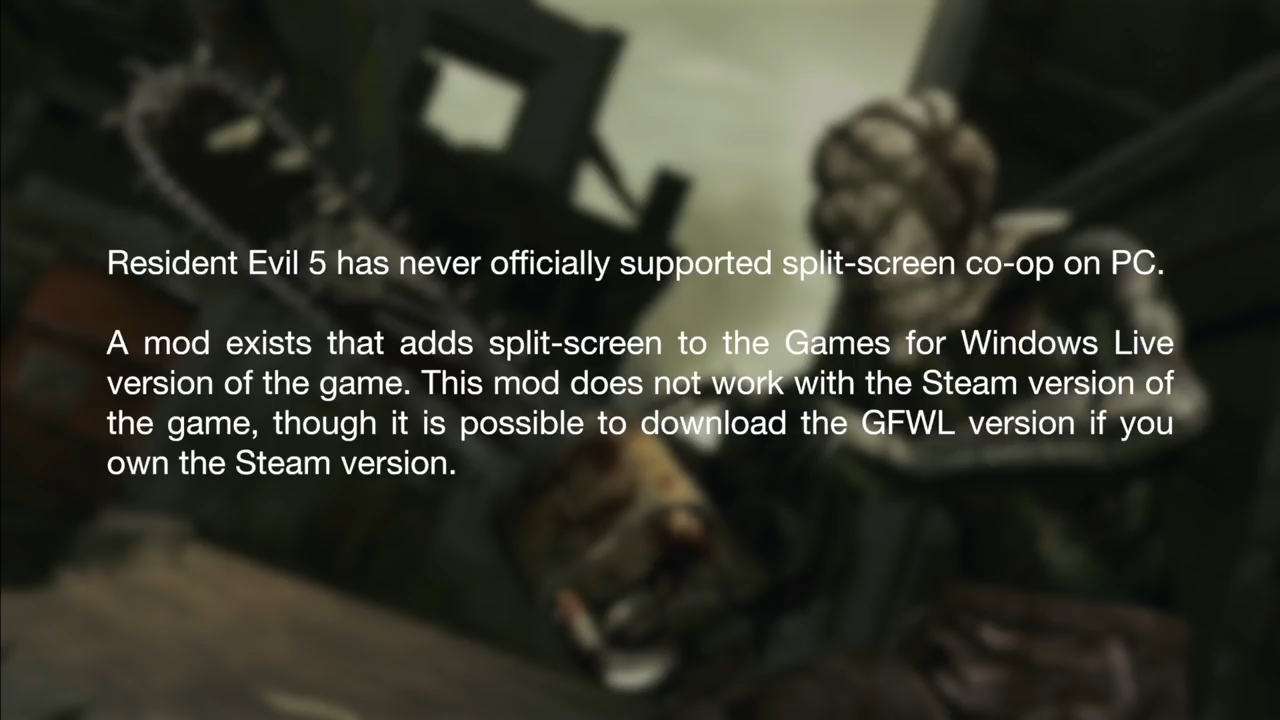 Resident Evil 5 has never officially supported split-screen co-op on PC.
A mod exists that adds split-screen to the Games for Windows Live
version of the game. This mod does not work with the Steam version of
the game, though it is possible to download the GFWL version if you
own the Steam version.